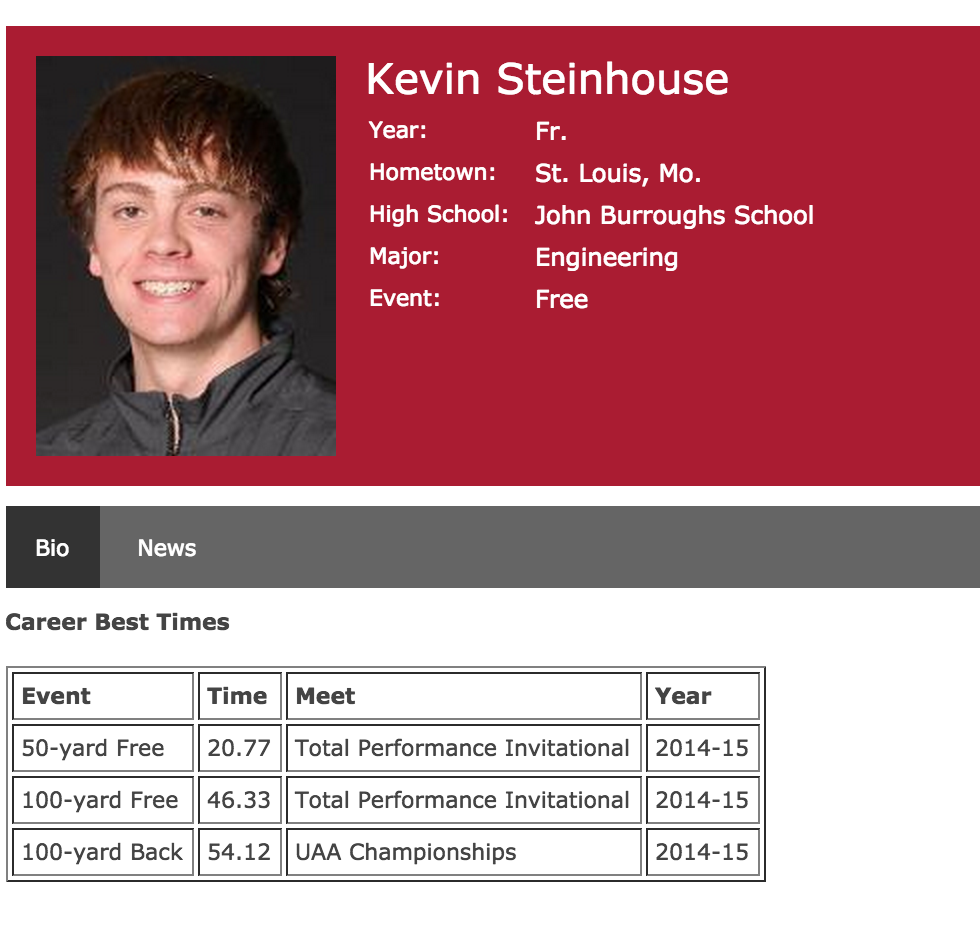 Kevin Steinhouse
Year: Fr.
Hometown: St. Louis, Mo.
High School: John Burroughs School
Major: Engineering
Event: Free
Bio News
Career Best Times
Event Time Meet Year
50-yard Free 20.77 Total Performance Invitational 2014-15
100-yard Free 46.33 Total Performance Invitational 2014-15
100-yard Back 54.12 UAA Championships 2014-15